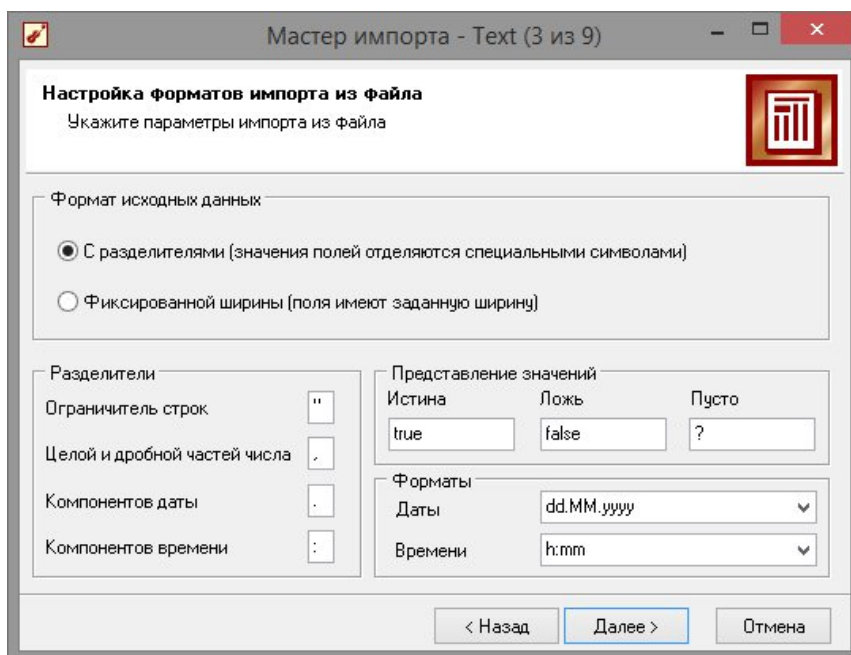 Мастер импорта - Text (3 из 9)
Настройка форматов импорта из файла
Укажите параметры импорта из файла
Формат исходных данных
С разделителями (значения полей отделяются специальными символами)
Фиксированной ширины (поля имеют заданную ширину)
Разделители
Ограничитель строк "
Целой и дробной частей числа ,
Компонентов даты .
Компонентов времени :
Представление значений
Истина Ложь Пусто
true false ?
Форматы
Даты dd.MM.yyyy
Времени h:mm
< Назад Далее > Отмена